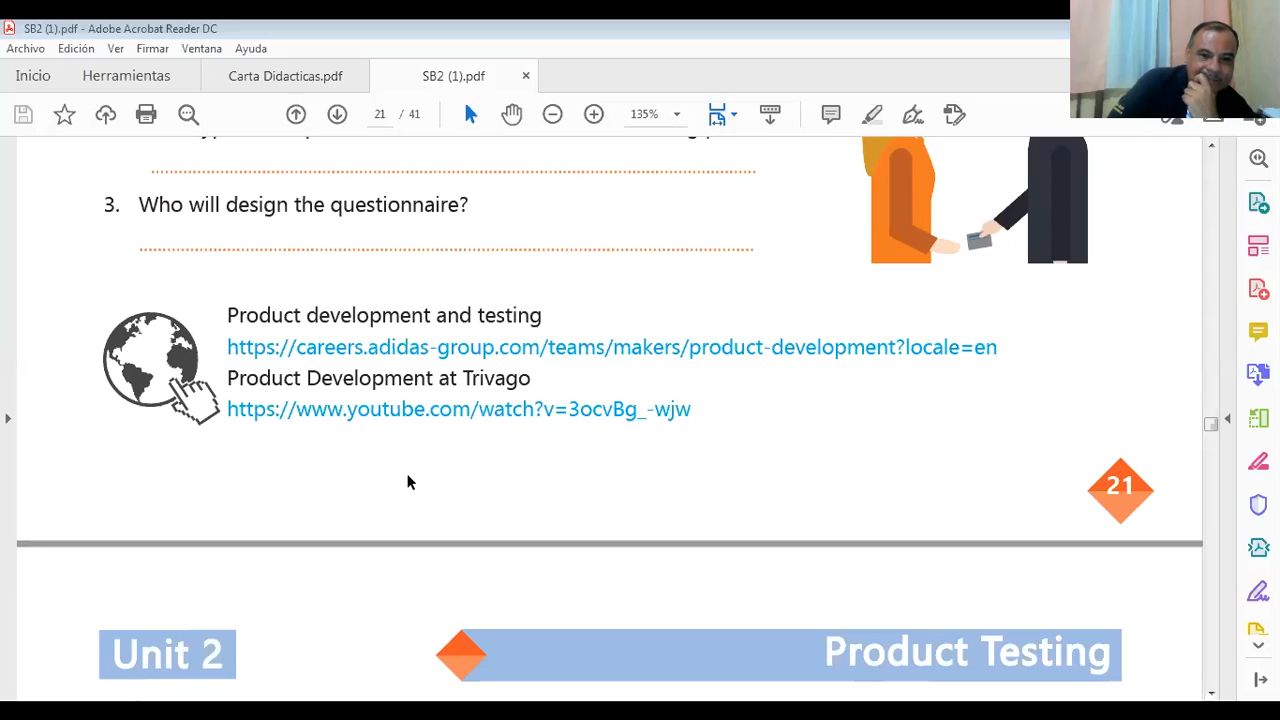 SB2 (1).pdf - Adobe Acrobat Reader DC
Archivo Edición Ver Firmar Ventana Ayuda
Inicio Herramientas Carta Didacticas.pdf SB2 (1).pdf ×
21 / 41 135%
3. Who will design the questionnaire?
Product development and testing
https://careers.adidas-group.com/teams/makers/product-development?locale=en
Product Development at Trivago
https://www.youtube.com/watch?v=3ocvBg_-wjw
21
Unit 2 Product Testing